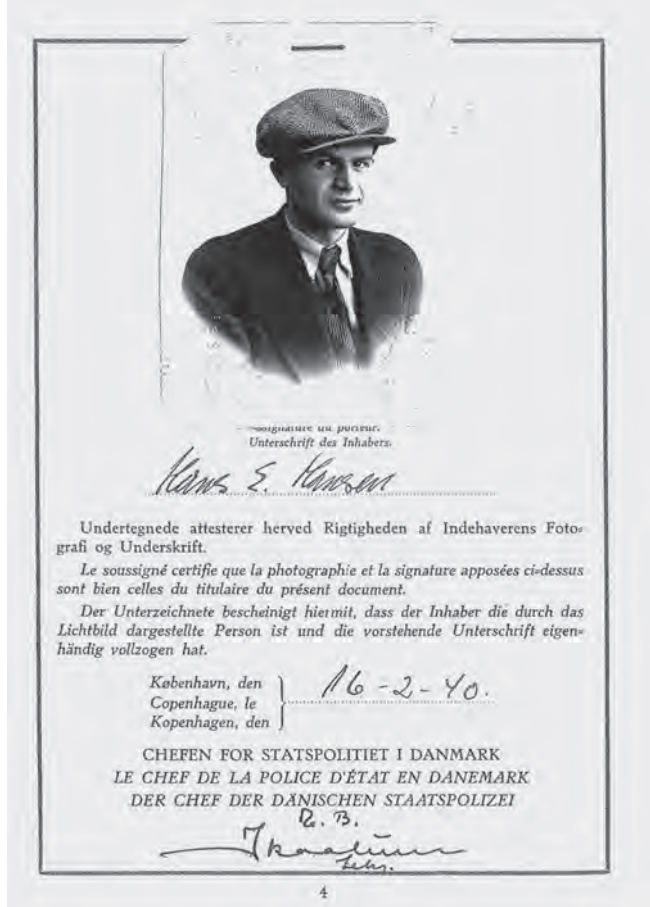 Signature du porteur.
Unterschrift des Inhabers.
Hans E. Hansen
Undertegnede attesterer herved Rigtigheden af Indehaverens Foto=
grafi og Underskrift.
Le soussigné certifie que la photographie et la signature apposées ci=dessus
sont bien celles du titulaire du présent document.
Der Unterzeichnete bescheinigt hiermit, dass der Inhaber die durch das
Lichtbild dargestellte Person ist und die vorstehende Unterschrift eigen=
händig vollzogen hat.
København, den
Copenhague, le
Kopenhagen, den
16-2-40.
CHEFEN FOR STATSPOLITIET I DANMARK
LE CHEF DE LA POLICE D'ÉTAT EN DANEMARK
DER CHEF DER DÄNISCHEN STAATSPOLIZEI
4